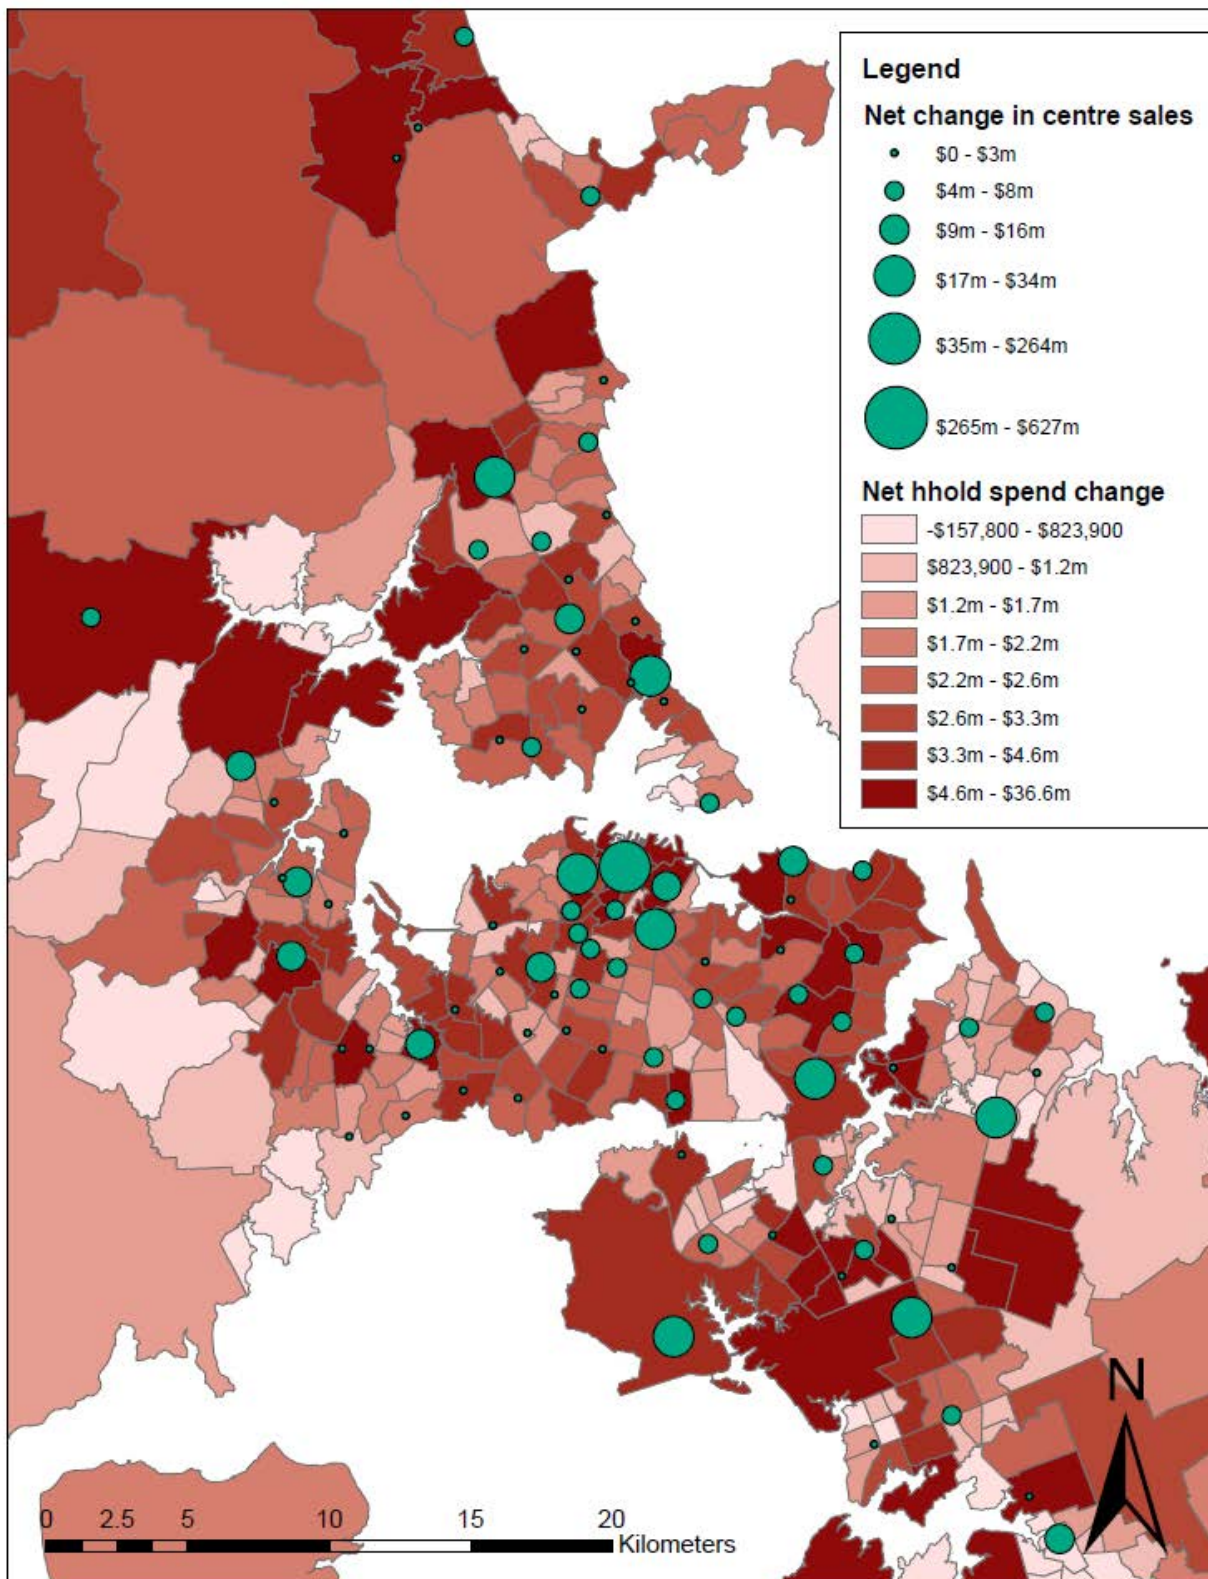 Legend
Net change in centre sales
$0 - $3m
$4m - $8m
$9m - $16m
$17m - $34m
$35m - $264m
$265m - $627m
Net hhold spend change
-$157,800 - $823,900
$823,900 - $1.2m
$1.2m - $1.7m
$1.7m - $2.2m
$2.2m - $2.6m
$2.6m - $3.3m
$3.3m - $4.6m
$4.6m - $36.6m
N
0 2.5 5 10 15 20
Kilometers